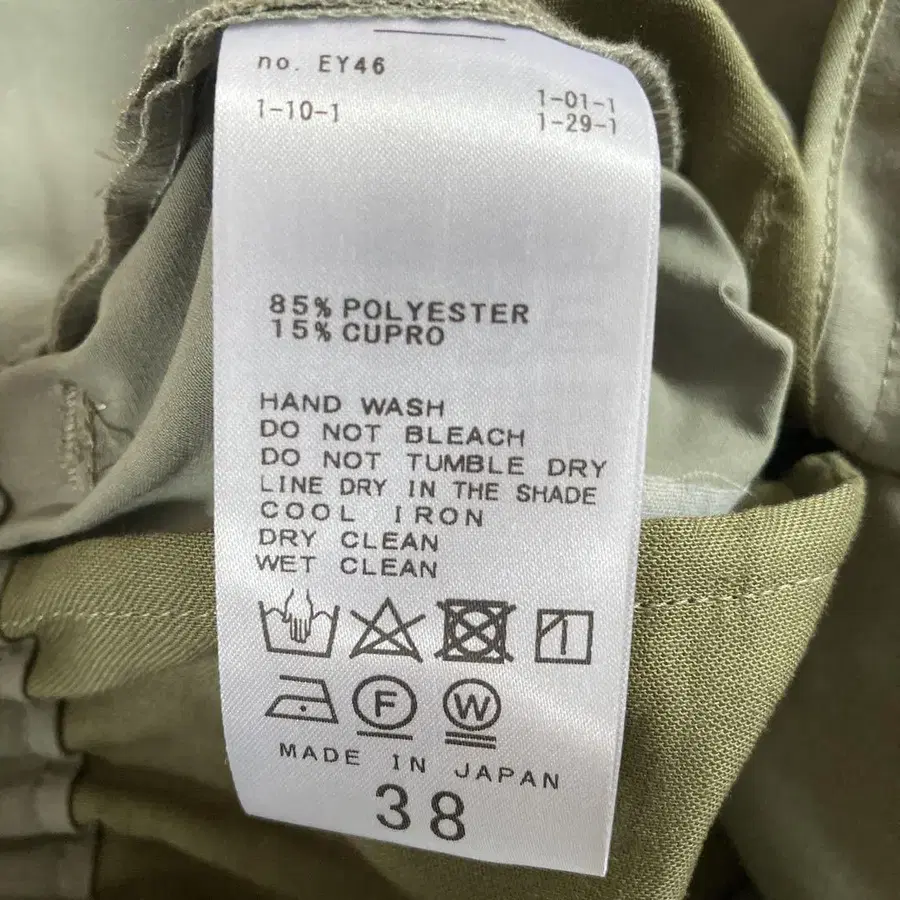 no. EY46
1-10-1
1-01-1
1-29-1
85% POLYESTER
15% CUPRO
HAND WASH
DO NOT BLEACH
DO NOT TUMBLE DRY
LINE DRY IN THE SHADE
COOL IRON
DRY CLEAN
WET CLEAN
F W
MADE IN JAPAN
38